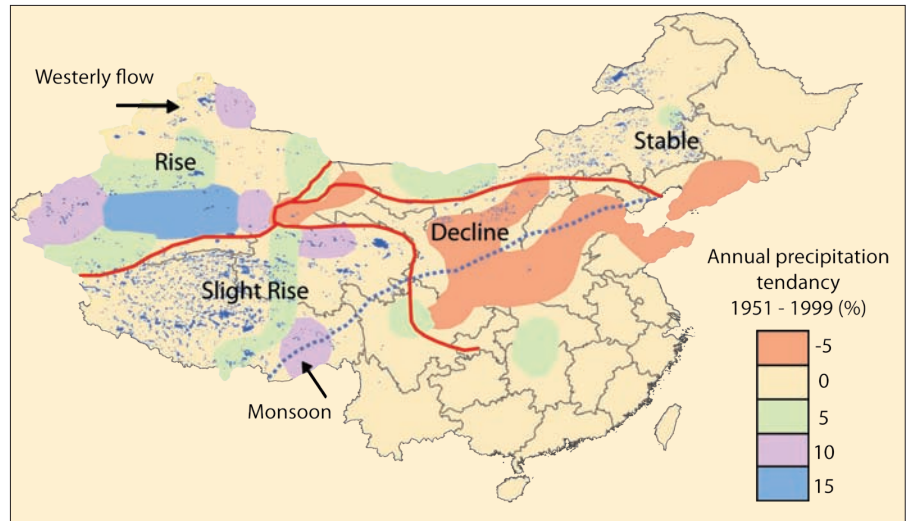 Westerly flow
Rise
Stable
Decline
Slight Rise
Monsoon
Annual precipitation
tendancy
1951 - 1999 (%)
-5
0
5
10
15